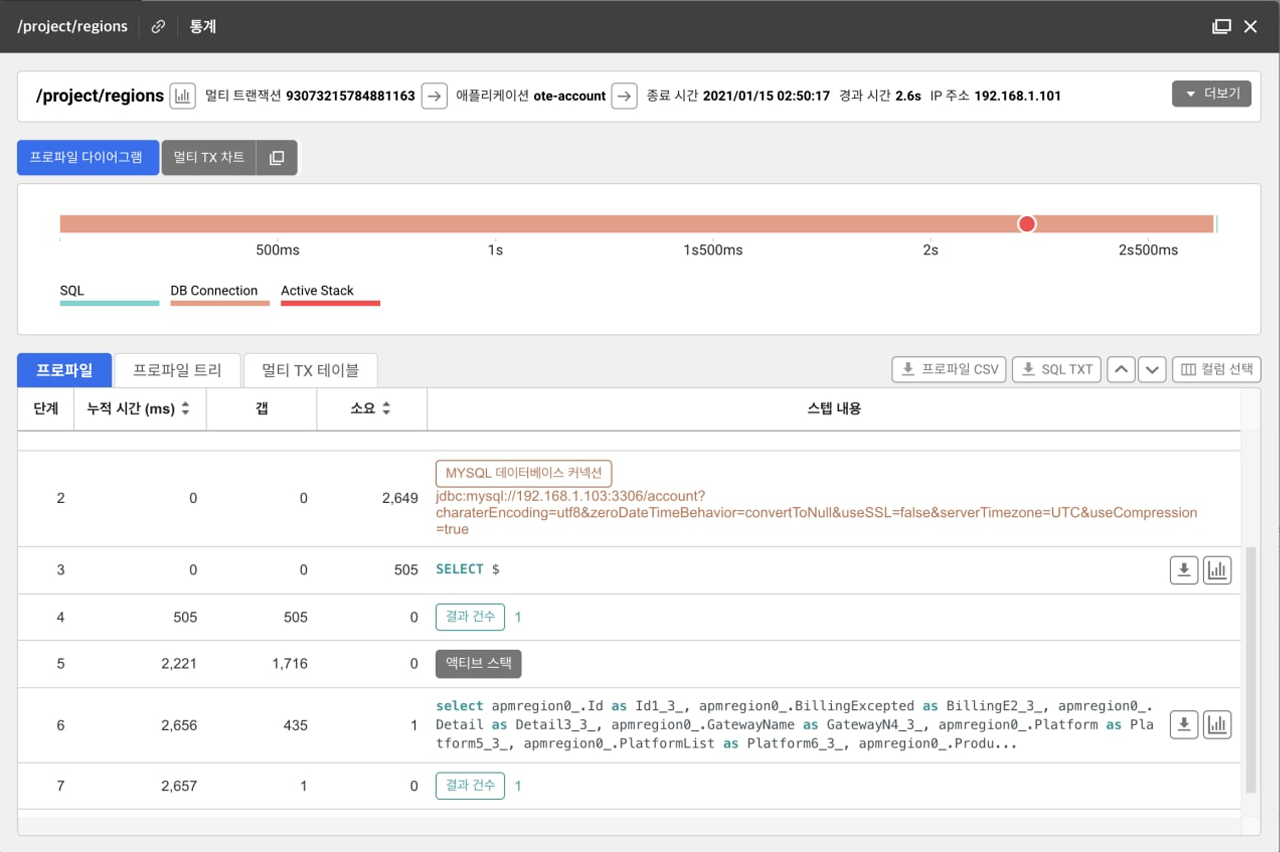 /project/regions 통계
/project/regions 멀티 트랜잭션 93073215784881163 애플리케이션 ote-account 종료 시간 2021/01/15 02:50:17 경과 시간 2.6s IP 주소 192.168.1.101 더보기
프로파일 다이어그램 멀티 TX 차트
500ms 1s 1s500ms 2s 2s500ms
SQL DB Connection Active Stack
프로파일 프로파일 트리 멀티 TX 테이블 프로파일 CSV SQL TXT 컬럼 선택
단계 누적 시간 (ms) 갭 소요 스텝 내용
MYSQL 데이터베이스 커넥션
2 0 0 2,649 jdbc:mysql://192.168.1.103:3306/account?
charaterEncoding=utf8&zeroDateTimeBehavior=convertToNull&useSSL=false&serverTimezone=UTC&useCompression
=true
3 0 0 505 SELECT $
4 505 505 0 결과 건수 1
5 2,221 1,716 0 액티브 스택
select apmregion0_.Id as Id1_3_, apmregion0_.BillingExcepted as BillingE2_3_, apmregion0_.
6 2,656 435 1 Detail as Detail3_3_, apmregion0_.GatewayName as GatewayN4_3_, apmregion0_.Platform as Pla
tform5_3_, apmregion0_.PlatformList as Platform6_3_, apmregion0_.Produ...
7 2,657 1 0 결과 건수 1